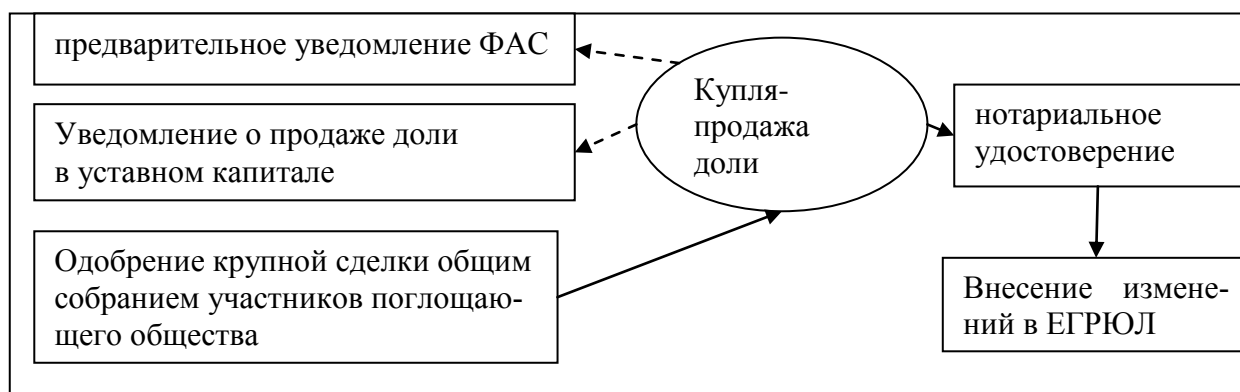 предварительное уведомление ФАС
Уведомление о продаже доли
в уставном капитале
Одобрение крупной сделки общим
собранием участников поглощаю-
щего общества
Купля-
продажа
доли
нотариальное
удостоверение
Внесение измене-
ний в ЕГРЮЛ